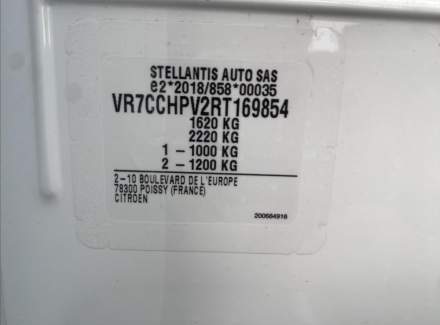 STELLANTIS AUTO SAS
e2*2018/858*00035
VR7CCHPV2RT169854
1620 KG
2220 KG
1 - 1000 KG
2 - 1200 KG
2-10 BOULEVARD DE L'EUROPE
78300 POISSY (FRANCE)
CITROEN
200684918